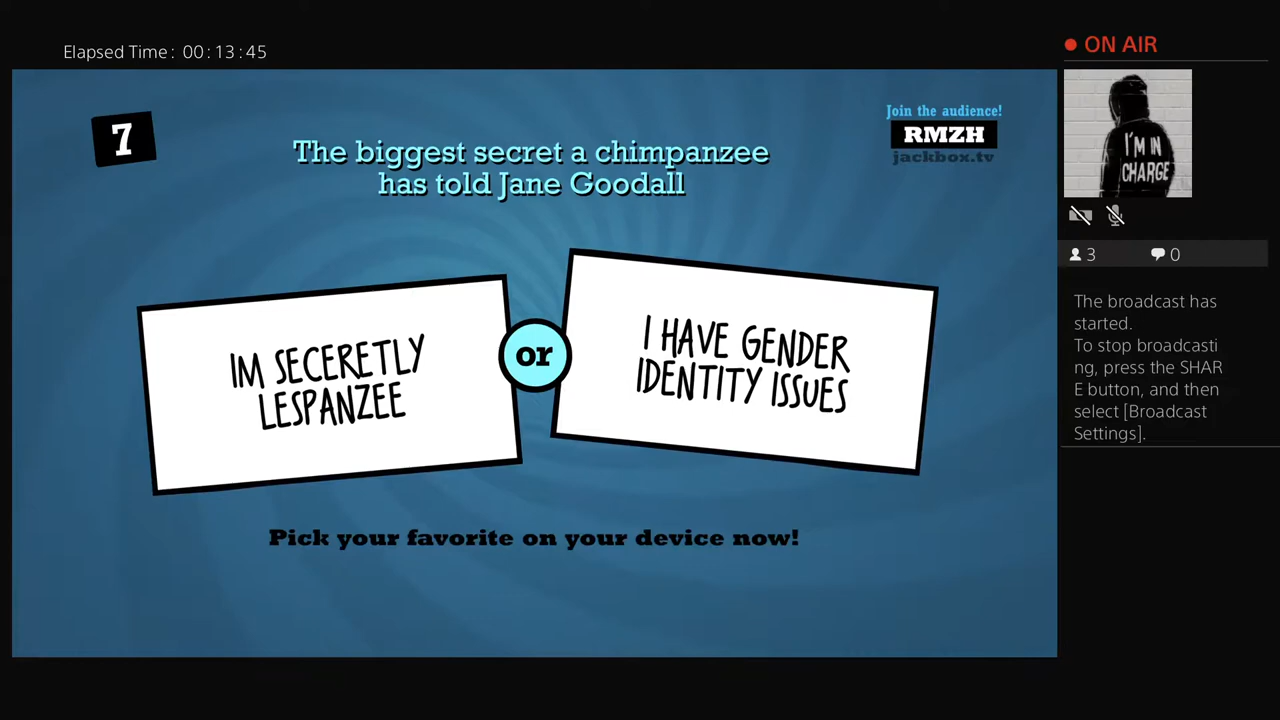 Elapsed Time: 00:13:45
ON AIR
7
Join the audience!
RMZH
jackbox.tv
The biggest secret a chimpanzee
has told Jane Goodall
I'M IN
CHARGE
3
0
IM SECERETLY
LESPANZEE
or
I HAVE GENDER
IDENTITY ISSUES
Pick your favorite on your device now!
The broadcast has
started.
To stop broadcasti
ng, press the SHAR
E button, and then
select [Broadcast
Settings].